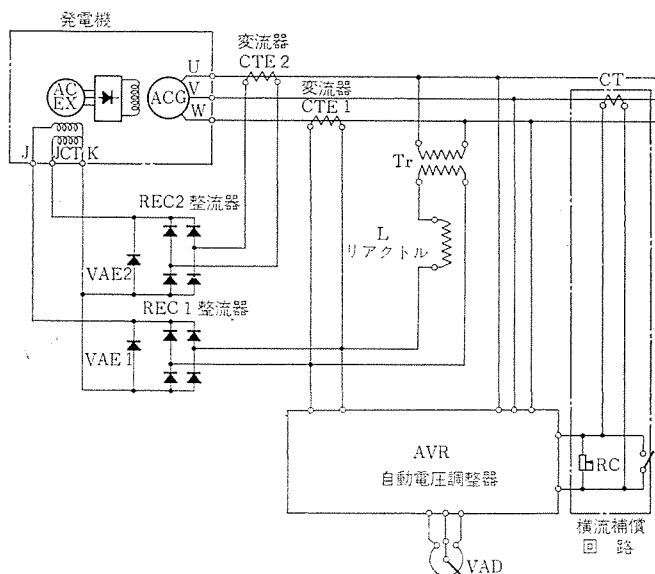 発電機
U
変流器
CTE 2
V
変流器
CT
AC
EX
ACG
W
CTE 1
J
JCT
K
Tr
REC2 整流器
L
リアクトル
VAE2
REC 1 整流器
VAE 1
AVR
自動電圧調整器
RC
横流補償
回 路
VAD